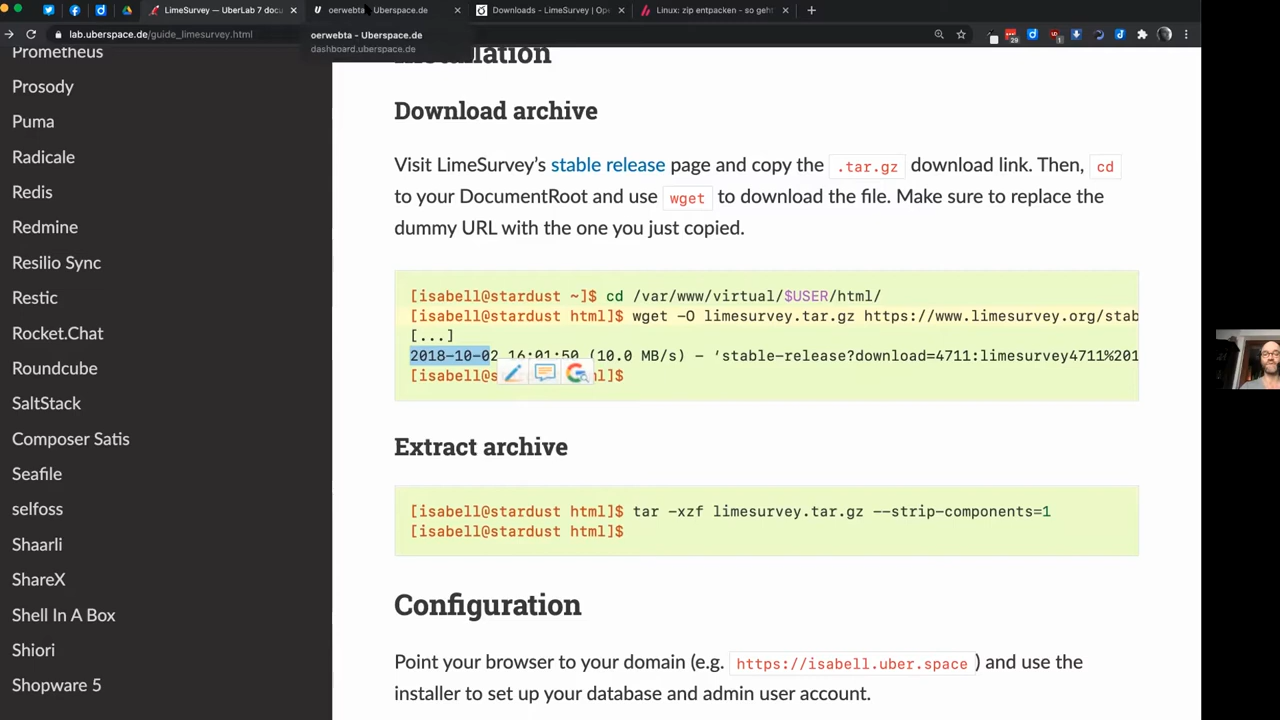 LimeSurvey — UberLab 7 docu
oerwebta - Uberspace.de
Downloads - LimeSurvey | Ope
Linux: zip entpacken - so geht
lab.uberspace.de/guide_limesurvey.html
oerwebta - Uberspace.de
dashboard.uberspace.de
29
1
Prometheus
Prosody
Puma
Radicale
Redis
Redmine
Resilio Sync
Restic
Rocket.Chat
Roundcube
SaltStack
Composer Satis
Seafile
selfoss
Shaarli
ShareX
Shell In A Box
Shiori
Shopware 5
Installation
Download archive
Visit LimeSurvey’s stable release page and copy the .tar.gz download link. Then, cd
to your DocumentRoot and use wget to download the file. Make sure to replace the
dummy URL with the one you just copied.
[isabell@stardust ~]$ cd /var/www/virtual/$USER/html/
[isabell@stardust html]$ wget -O limesurvey.tar.gz https://www.limesurvey.org/stab
[...]
2018-10-02 16:01:50 (10.0 MB/s) - ‘stable-release?download=4711:limesurvey4711%201
[isabell@s ml]$
Extract archive
[isabell@stardust html]$ tar -xzf limesurvey.tar.gz --strip-components=1
[isabell@stardust html]$
Configuration
Point your browser to your domain (e.g. https://isabell.uber.space ) and use the
installer to set up your database and admin user account.